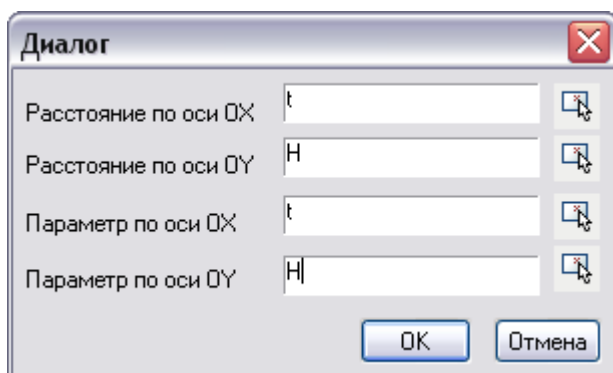 Диалог
Расстояние по оси OX t
Расстояние по оси OY H
Параметр по оси OX t
Параметр по оси OY H
OK Отмена